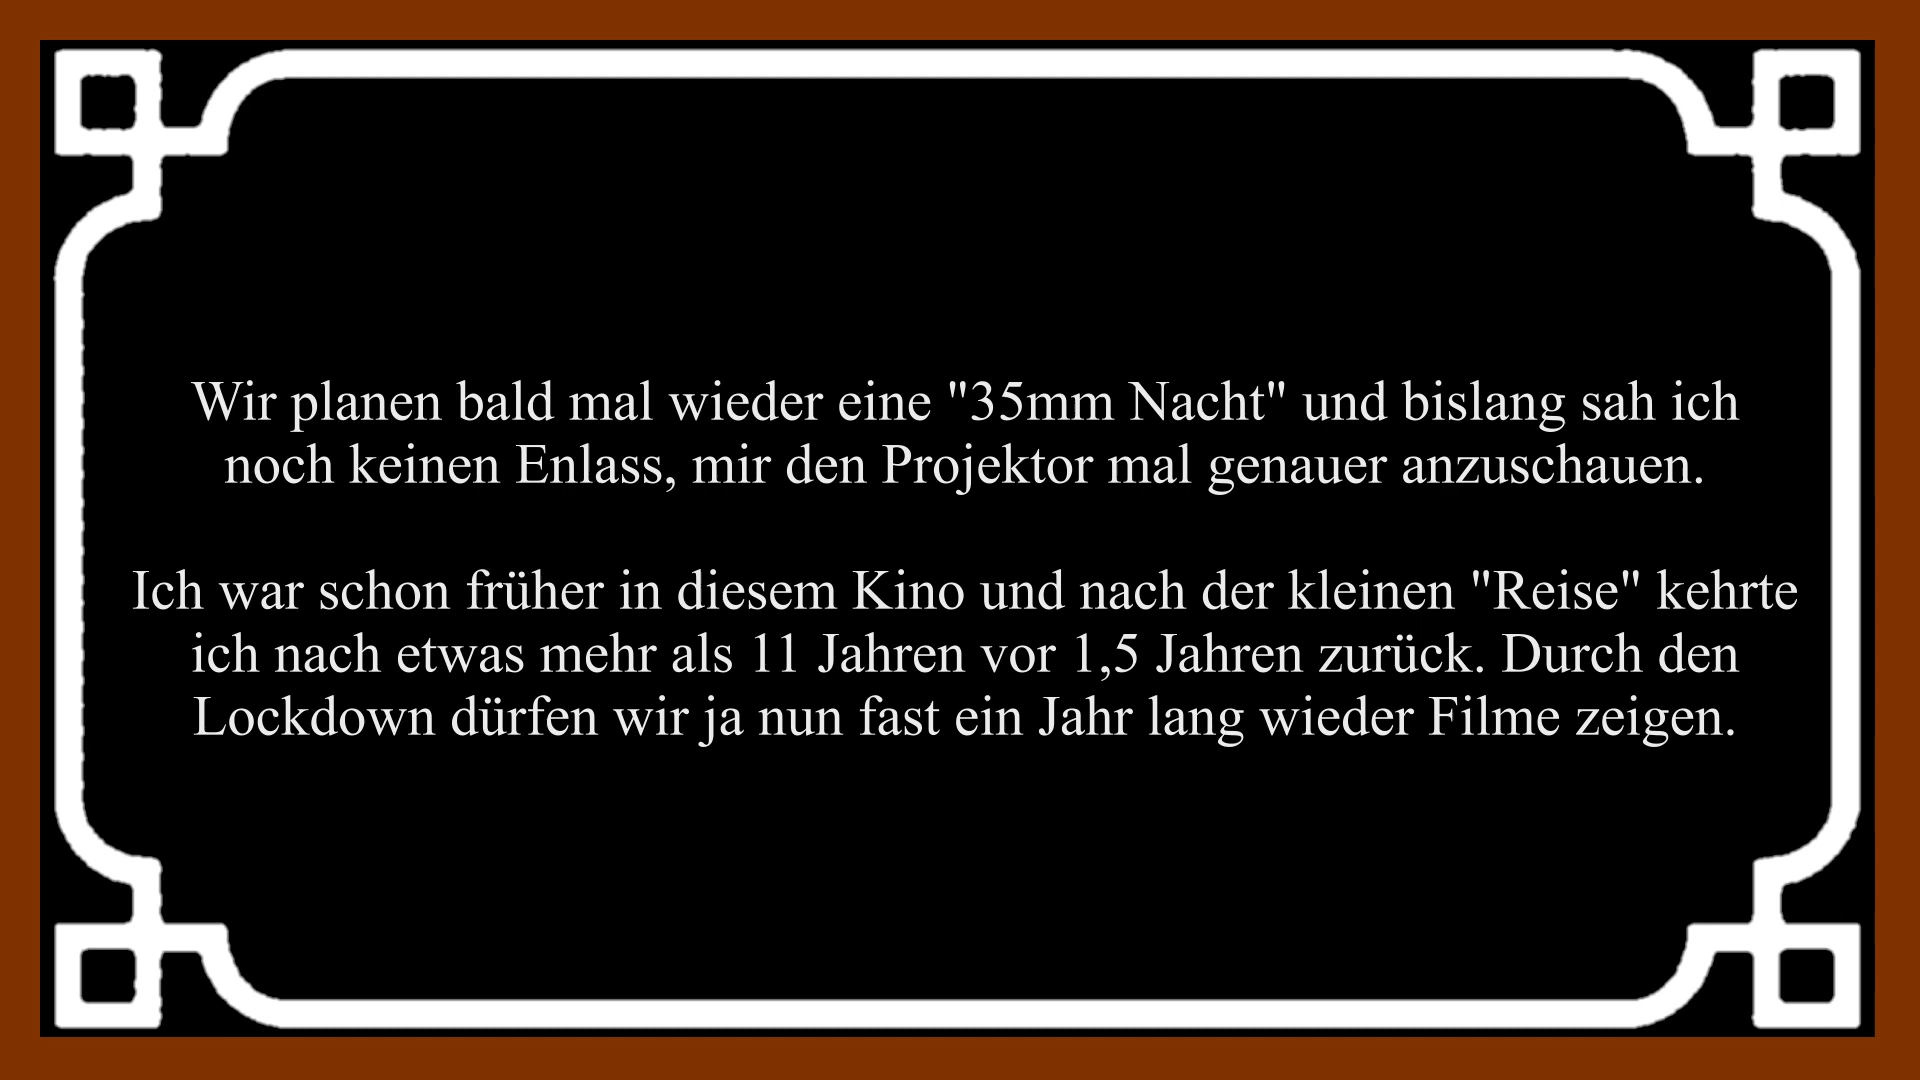 Wir planen bald mal wieder eine "35mm Nacht" und bislang sah ich
noch keinen Enlass, mir den Projektor mal genauer anzuschauen.
Ich war schon früher in diesem Kino und nach der kleinen "Reise" kehrte
ich nach etwas mehr als 11 Jahren vor 1,5 Jahren zurück. Durch den
Lockdown dürfen wir ja nun fast ein Jahr lang wieder Filme zeigen.